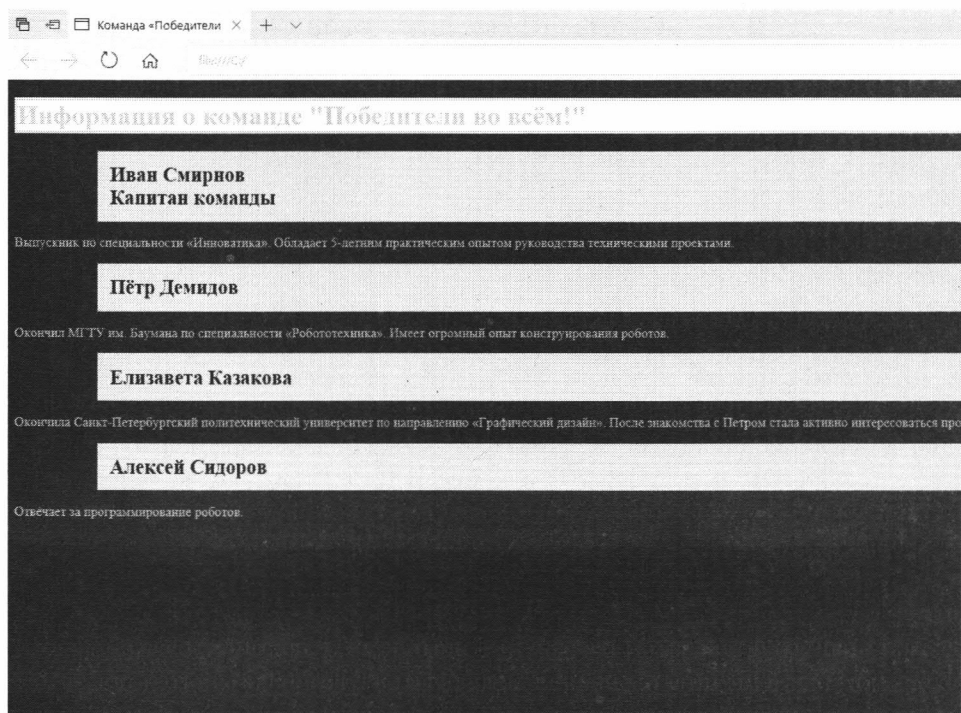 Команда «Победители
file:///C:/
Информация о команде "Победители во всём!"
Иван Смирнов
Капитан команды
Выпускник по специальности «Инноватика». Обладает 5-летним практическим опытом руководства техническими проектами.
Пётр Демидов
Окончил МГТУ им. Баумана по специальности «Робототехника». Имеет огромный опыт конструирования роботов.
Елизавета Казакова
Окончила Санкт-Петербургский политехнический университет по направлению «Графический дизайн». После знакомства с Петром стала активно интересоваться про
Алексей Сидоров
Отвечает за программирование роботов.